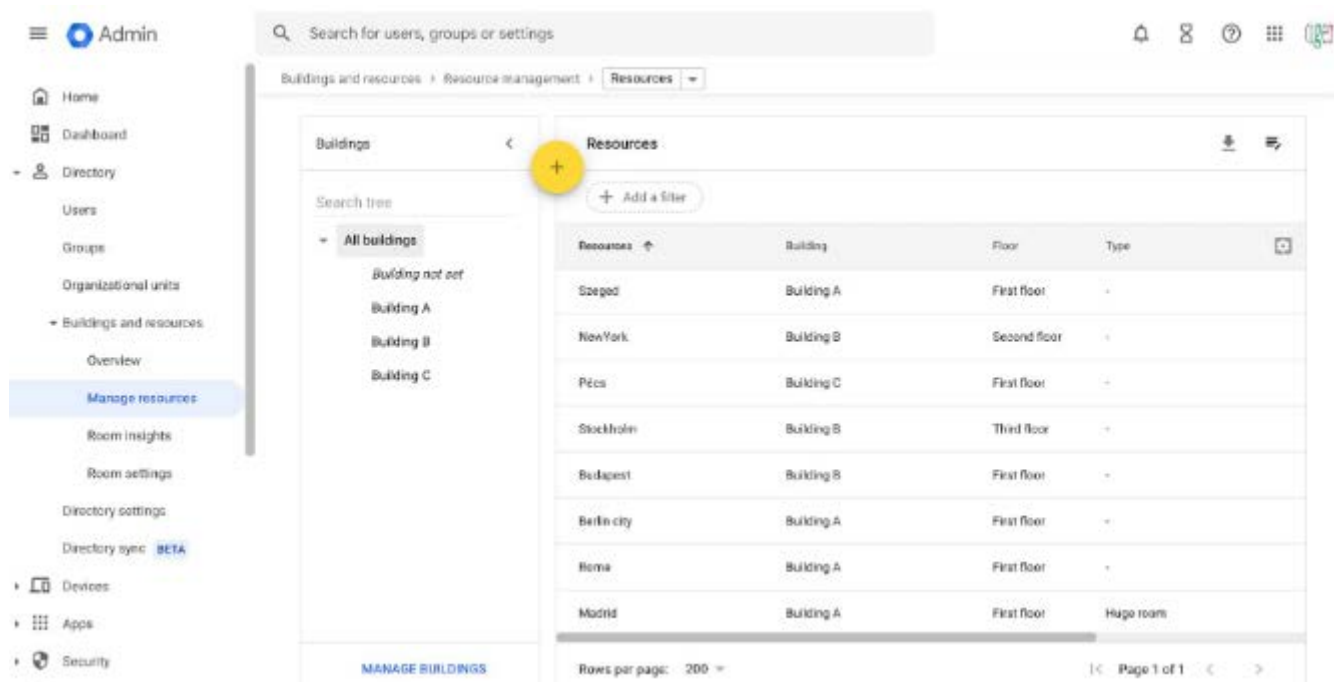 Admin
Search for users, groups or settings
Buildings and resources › Resource management › Resources
Home
Dashboard
Directory
Users
Groups
Organizational units
Buildings and resources
Overview
Manage resources
Room insights
Room settings
Directory settings
Directory sync BETA
Devices
Apps
Security
Buildings
Search tree
All buildings
Building not set
Building A
Building B
Building C
MANAGE BUILDINGS
Resources
+ Add a filter
Resources Building Floor Type
Szeged Building A First floor -
NewYork Building B Second floor -
Pécs Building C First floor -
Stockholm Building B Third floor -
Budapest Building B First floor -
Berlin city Building A First floor -
Roma Building A First floor -
Madrid Building A First floor Huge room
Rows per page: 200 Page 1 of 1